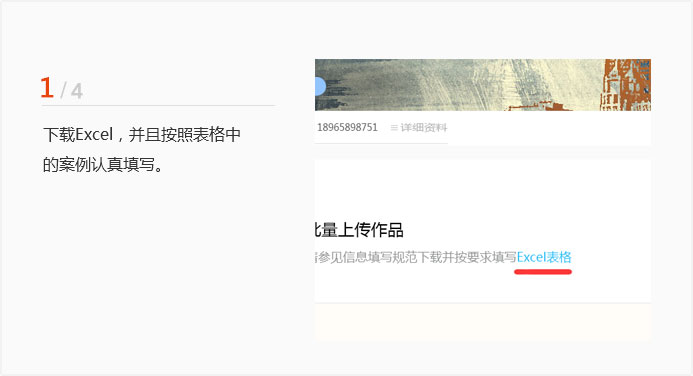 1 / 4
下载Excel，并且按照表格中
的案例认真填写。
18965898751 ≡ 详细资料
批量上传作品
请参见信息填写规范下载并按要求填写Excel表格